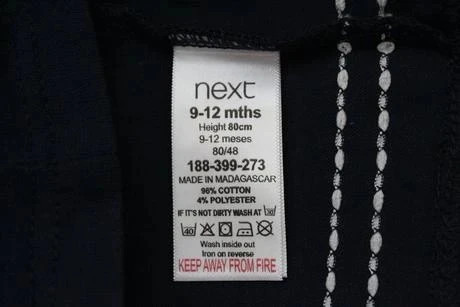 next
9-12 mths
Height 80cm
9-12 meses
80/48
188-399-273
MADE IN MADAGASCAR
96% COTTON
4% POLYESTER
IF IT'S NOT DIRTY WASH AT 30
40
Wash inside out
Iron on reverse
KEEP AWAY FROM FIRE